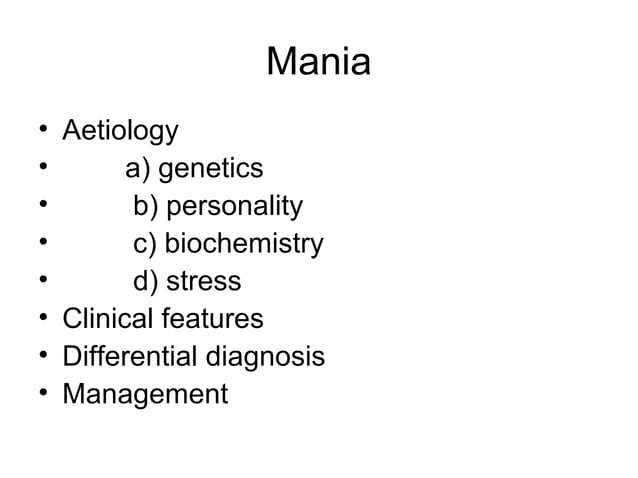 Mania
• Aetiology
• a) genetics
• b) personality
• c) biochemistry
• d) stress
• Clinical features
• Differential diagnosis
• Management